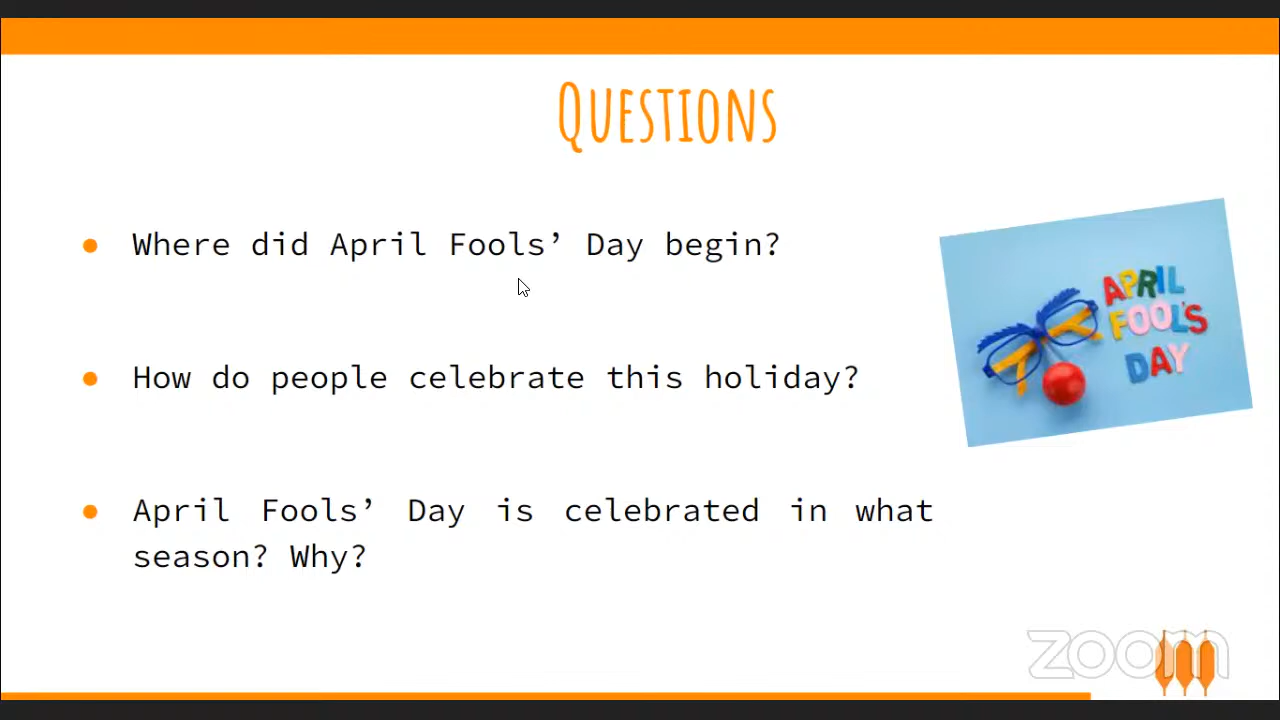 Questions
Where did April Fools’ Day begin?
How do people celebrate this holiday?
April Fools’ Day is celebrated in what
season? Why?
APRIL
FOOL'S
DAY
zoom